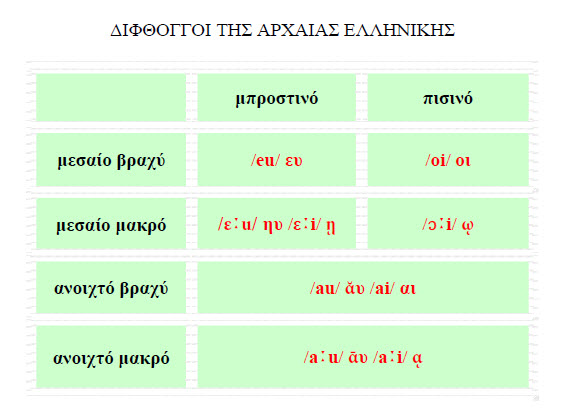 ΔΙΦΘΟΓΓΟΙ ΤΗΣ ΑΡΧΑΙΑΣ ΕΛΛΗΝΙΚΗΣ
μπροστινό πισινό
μεσαίο βραχύ /eu/ ευ /oi/ οι
μεσαίο μακρό /ɛːu/ ηυ /ɛːi/ ῃ /ɔːi/ ῳ
ανοιχτό βραχύ /au/ ᾰυ /ai/ αι
ανοιχτό μακρό /aːu/ ᾱυ /aːi/ ᾳ